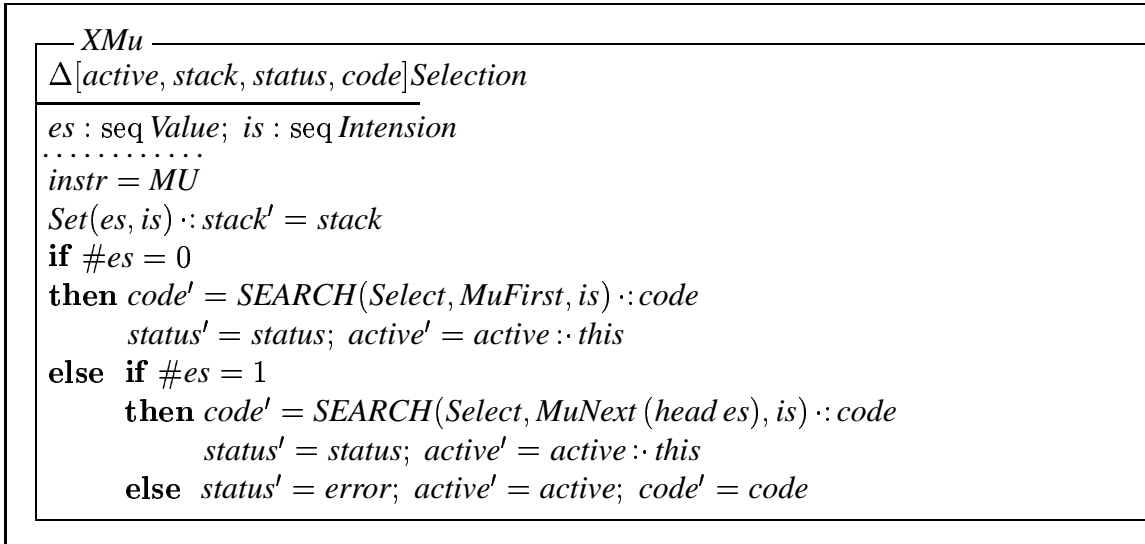 XMu
Δ[active, stack, status, code]Selection
es : seq Value; is : seq Intension
. . . . . . . . . . . .
instr = MU
Set(es, is) ·: stack′ = stack
if #es = 0
then code′ = SEARCH(Select, MuFirst, is) ·: code
status′ = status; active′ = active :· this
else if #es = 1
then code′ = SEARCH(Select, MuNext (head es), is) ·: code
status′ = status; active′ = active :· this
else status′ = error; active′ = active; code′ = code